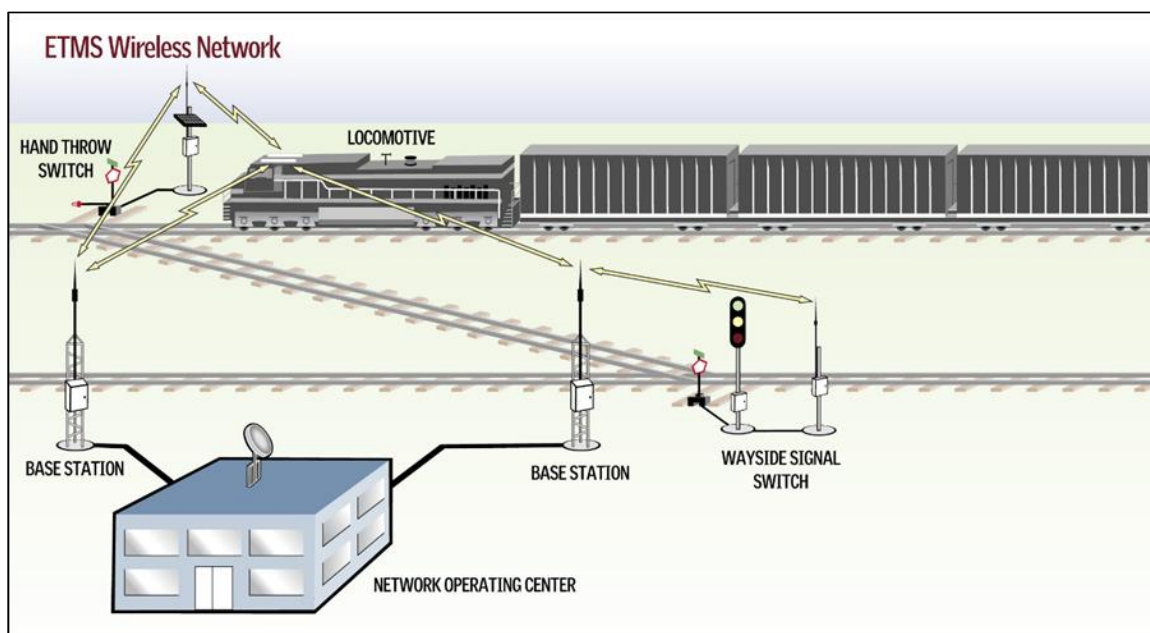 ETMS Wireless Network
HAND THROW
SWITCH
LOCOMOTIVE
BASE STATION
BASE STATION
WAYSIDE SIGNAL
SWITCH
NETWORK OPERATING CENTER